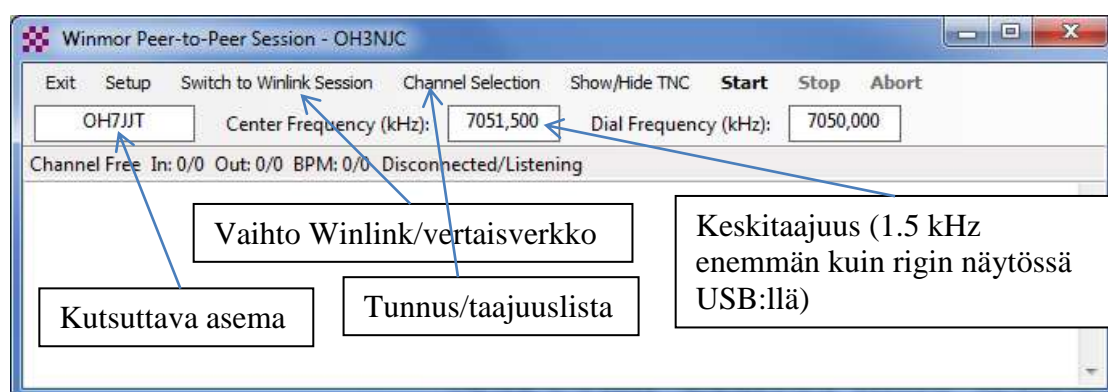 Winmor Peer-to-Peer Session - OH3NJC
Exit Setup Switch to Winlink Session Channel Selection Show/Hide TNC Start Stop Abort
OH7JJT Center Frequency (kHz): 7051,500 Dial Frequency (kHz): 7050,000
Channel Free In: 0/0 Out: 0/0 BPM: 0/0 Disconnected/Listening
Vaihto Winlink/vertaisverkko
Keskitaajuus (1.5 kHz
enemmän kuin rigin näytössä
USB:llä)
Kutsuttava asema
Tunnus/taajuuslista